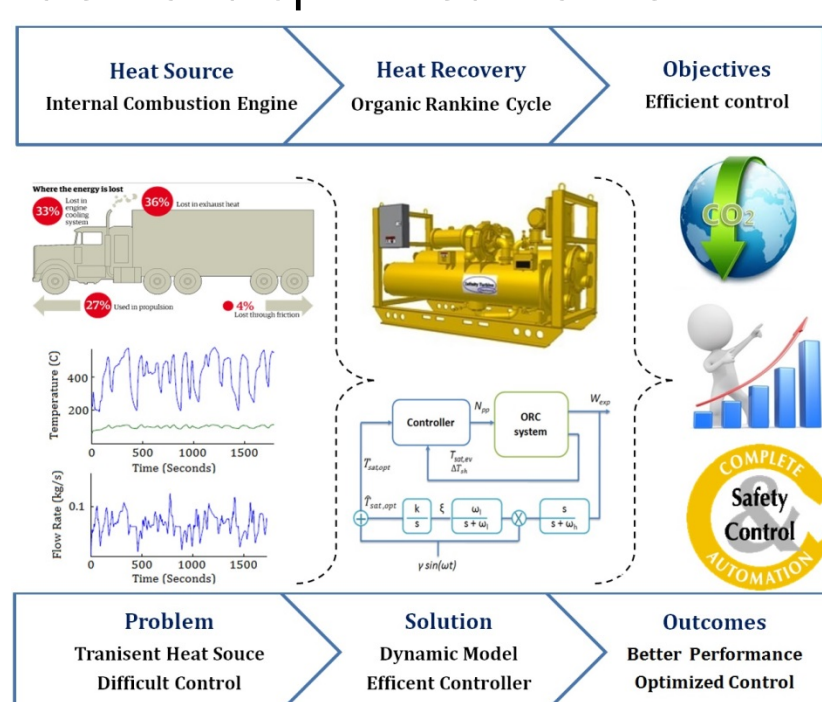 Heat Source
Internal Combustion Engine
Heat Recovery
Organic Rankine Cycle
Objectives
Efficient control
Where the energy is lost
33%
Lost in
engine
cooling
system
36%
Lost in exhaust heat
27%
Used in propulsion
4%
Lost through friction
CO2
Temperature (C)
400
200
0 500 1000 1500
Time (Seconds)
Flow Rate (kg/s)
0.1
0 500 1000 1500
Time (Seconds)
Controller
Npp
ORC
system
Wexp
Tsat,ev
ΔTsh
Tsat,opt
T̂sat,opt
k
s
ξ
ωl
s + ωl
s
s + ωh
γ sin(ωt)
COMPLETE
&
Safety
Control
AUTOMATION
Problem
Tranisent Heat Souce
Difficult Control
Solution
Dynamic Model
Efficent Controller
Outcomes
Better Performance
Optimized Control